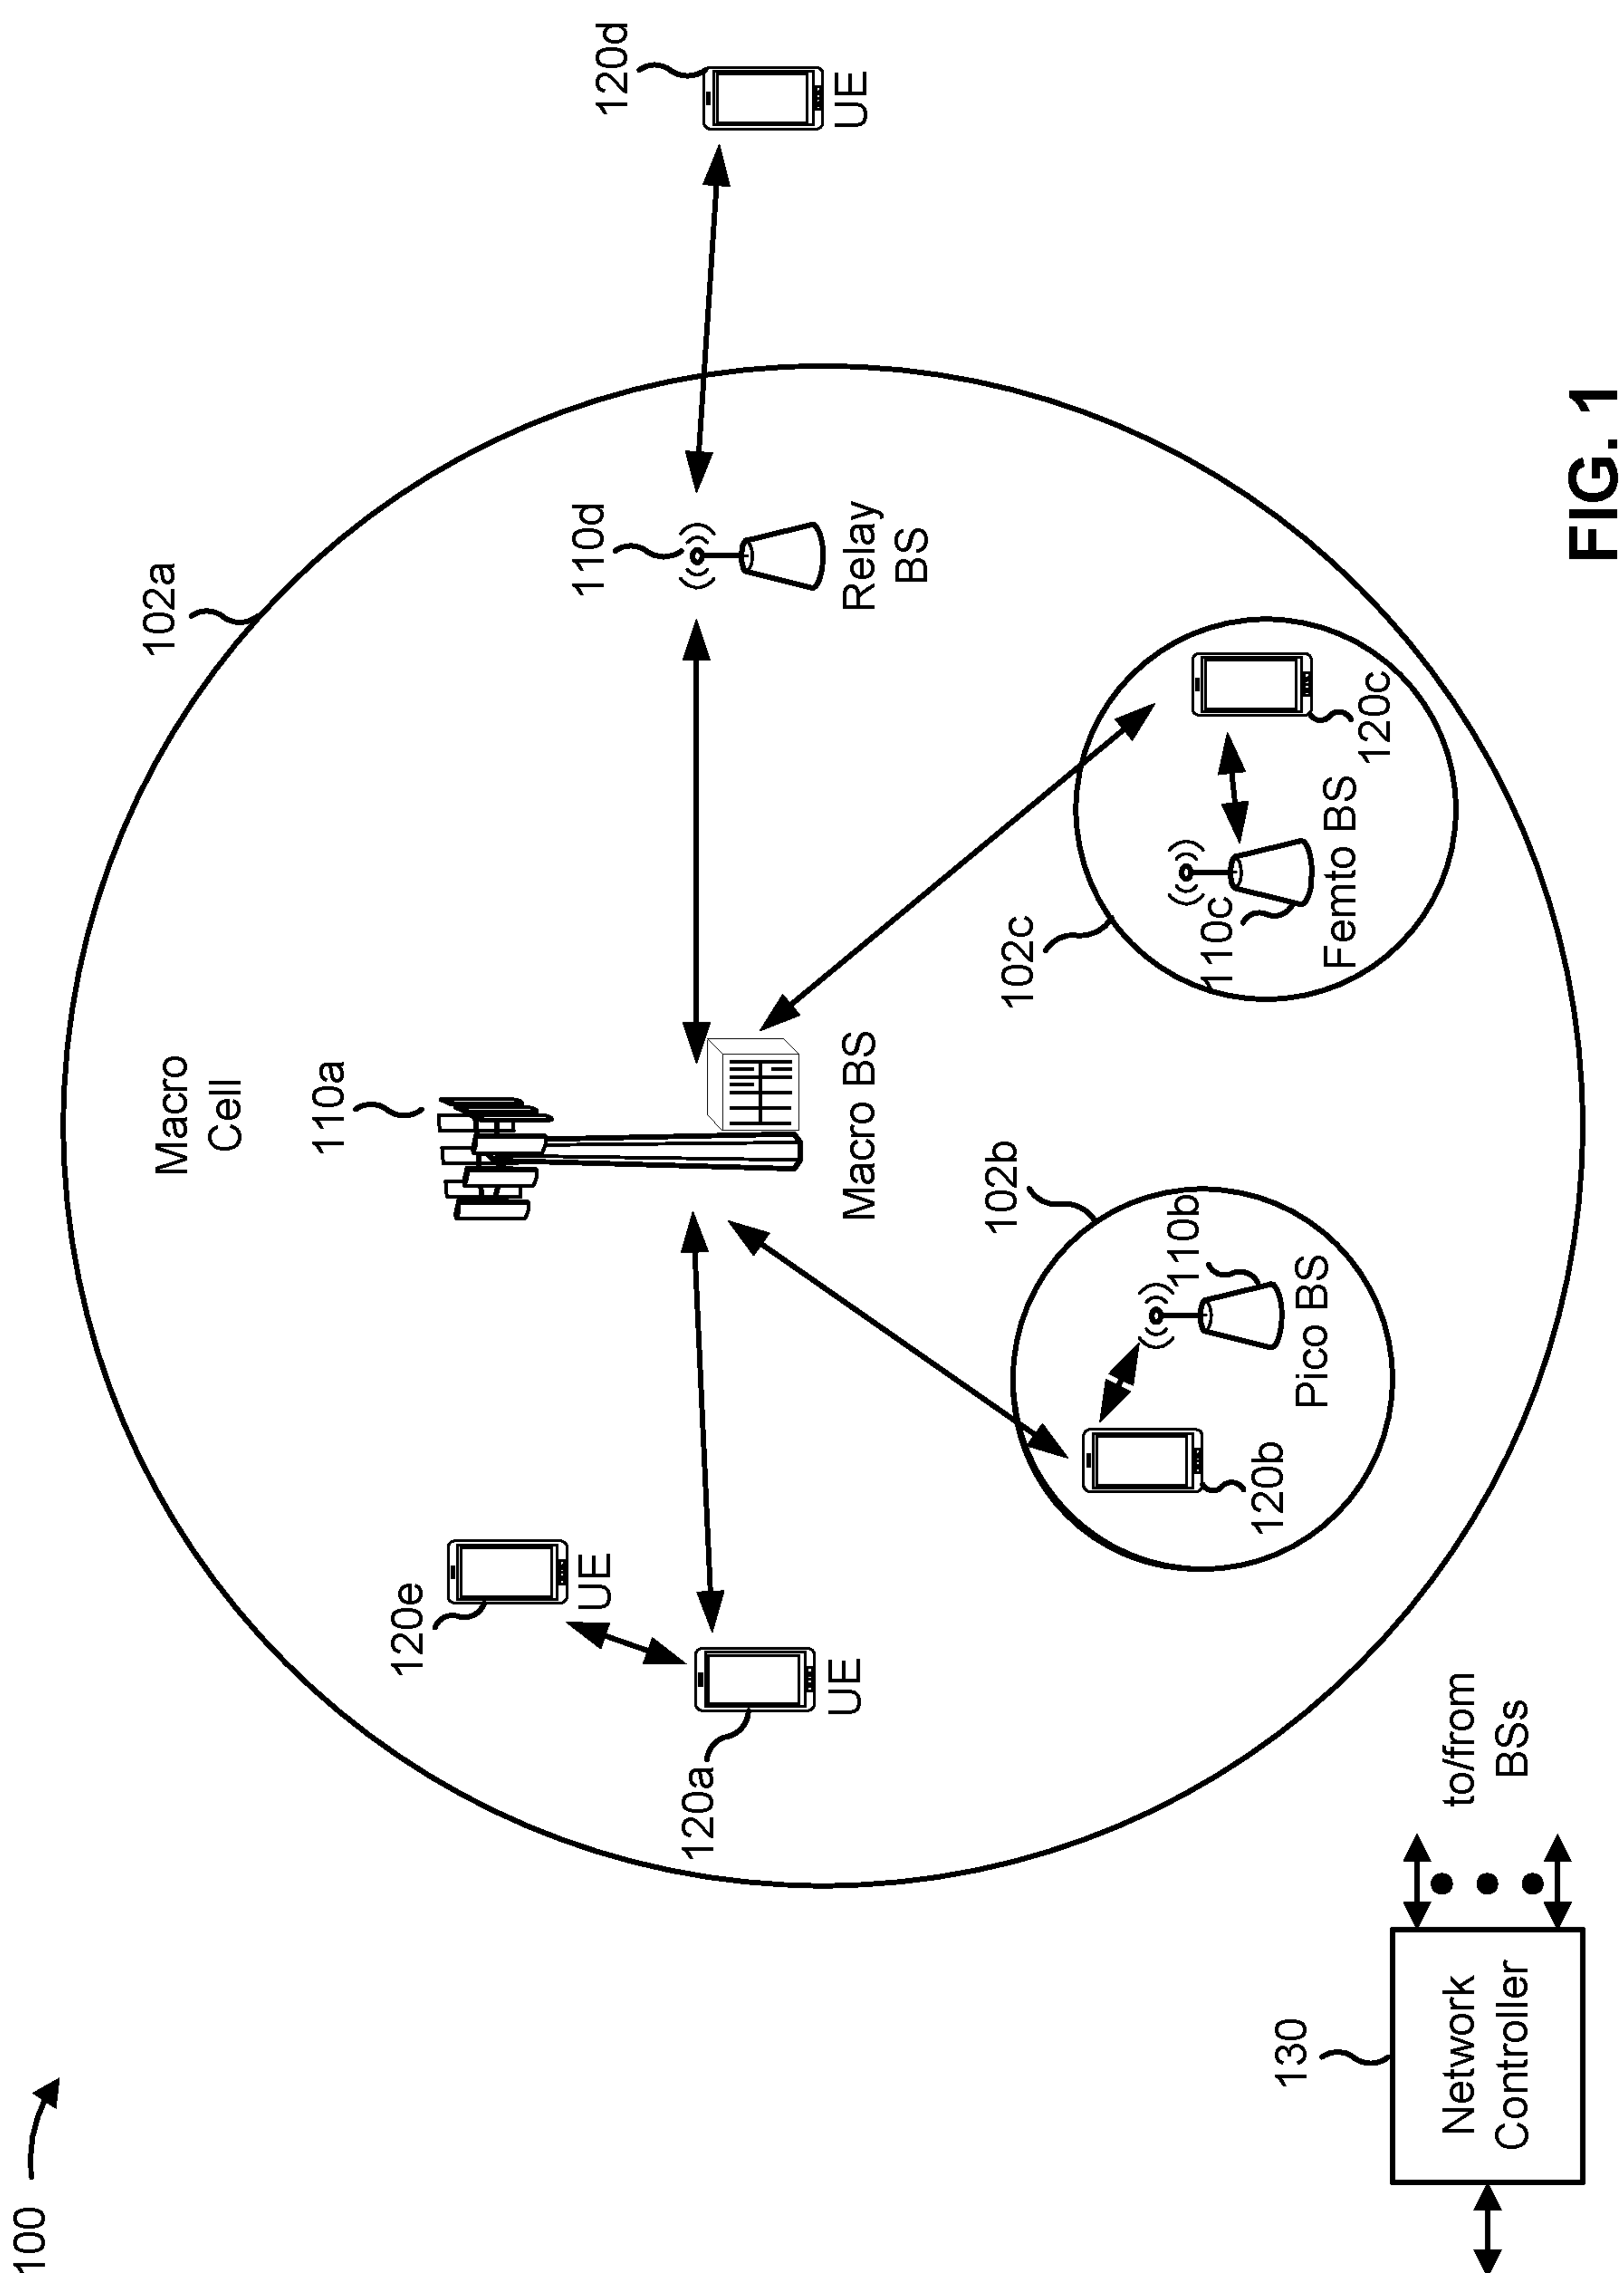 100
102a
Macro
Cell
110a
120d
UE
110d
Relay
BS
120e
UE
120a
UE
Macro BS
102b
110b
Pico BS
120b
102c
110c
Femto BS
120c
130
Network
Controller
to/from
BSs
FIG. 1